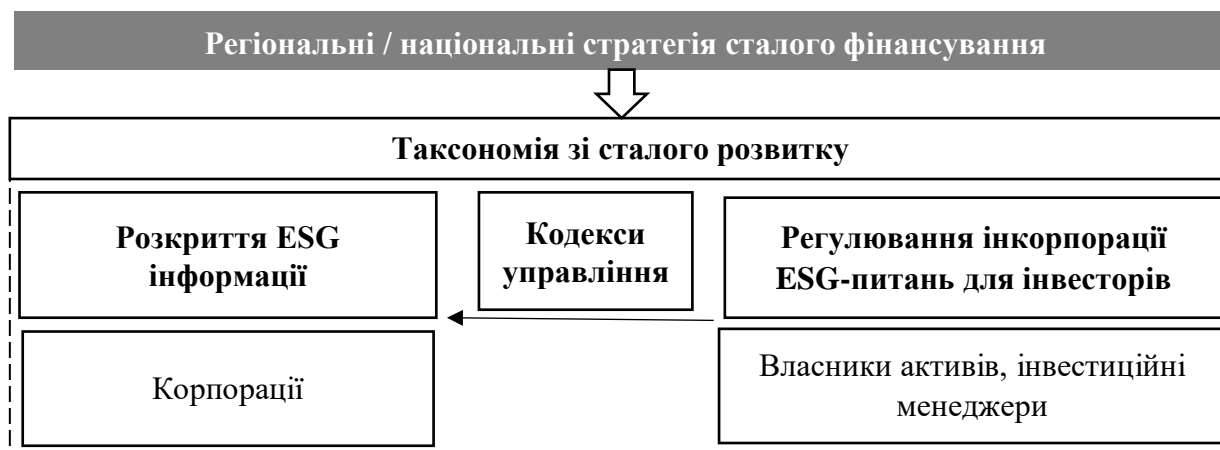 Регіональні / національні стратегія сталого фінансування
Таксономія зі сталого розвитку
Розкриття ESG
інформації
Кодекси
управління
Регулювання інкорпорації
ESG-питань для інвесторів
Корпорації
Власники активів, інвестиційні
менеджери